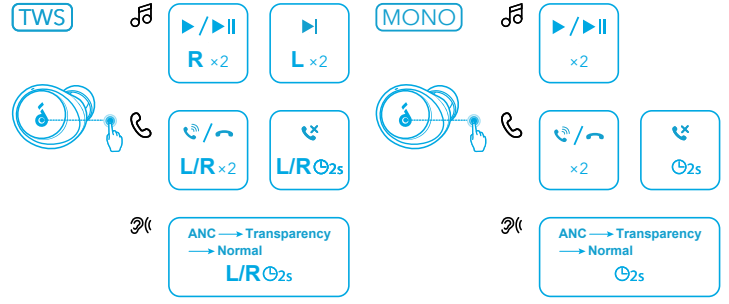 TWS
R ×2
L ×2
L/R ×2
L/R 2s
ANC → Transparency
→ Normal
L/R 2s
MONO
×2
×2
2s
ANC → Transparency
→ Normal
2s